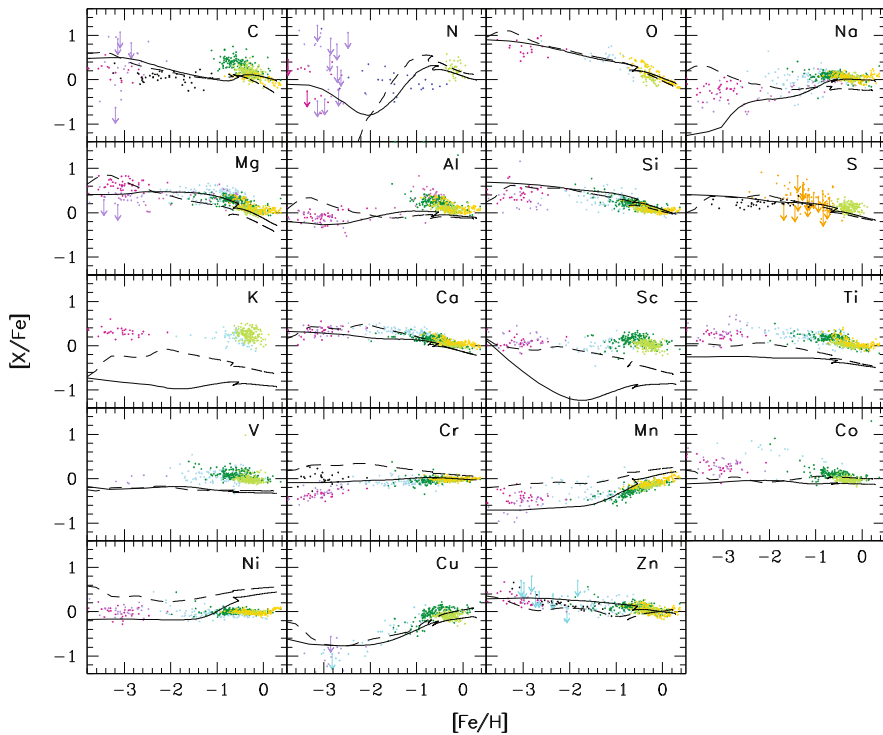 C N O Na
1
0
−1
Mg Al Si S
1
0
−1
K Ca Sc Ti
1
0
−1
[X/Fe]
V Cr Mn Co
1
0
−1
−3 −2 −1 0
Ni Cu Zn
1
0
−1
−3 −2 −1 0 −3 −2 −1 0 −3 −2 −1 0
[Fe/H]